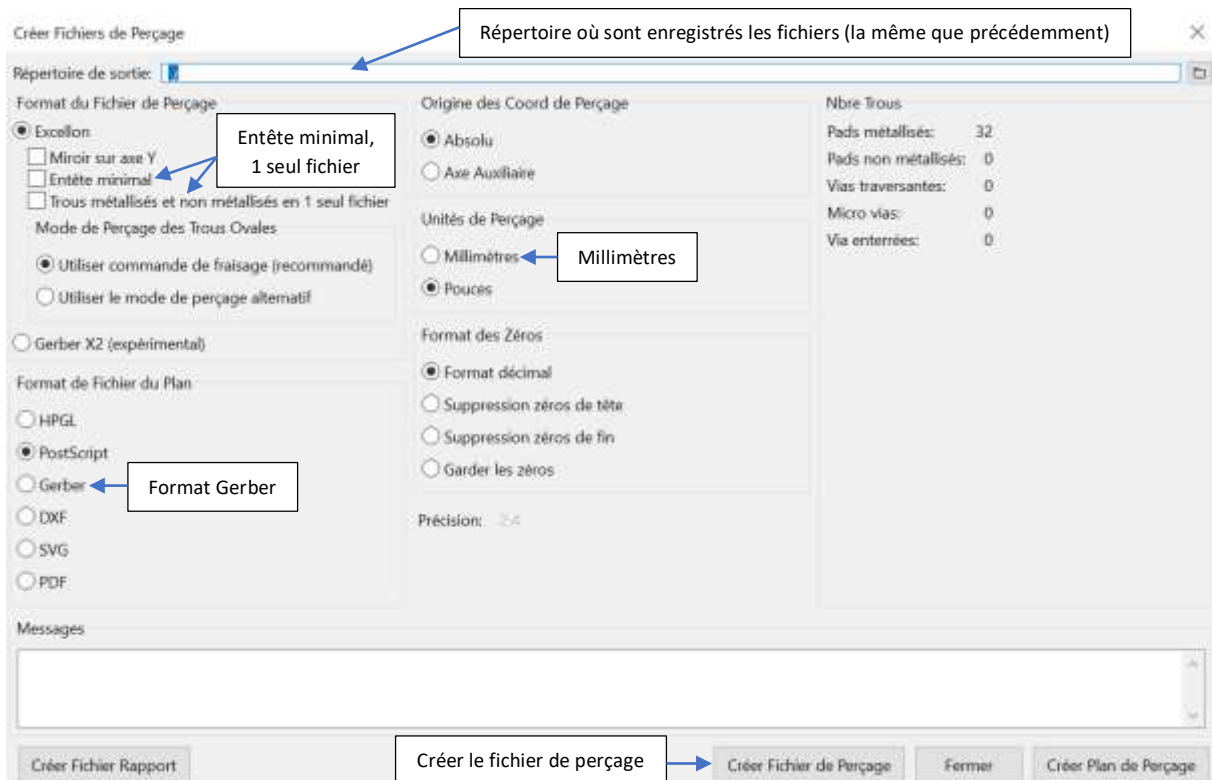 Créer Fichiers de Perçage
Répertoire où sont enregistrés les fichiers (la même que précédemment)
Répertoire de sortie:
Format du Fichier de Perçage
Excellon
Miroir sur axe Y
Entête minimal
Trous métallisés et non métallisés en 1 seul fichier
Entête minimal,
1 seul fichier
Mode de Perçage des Trous Ovales
Utiliser commande de fraisage (recommandé)
Utiliser le mode de perçage alternatif
Gerber X2 (expérimental)
Format de Fichier du Plan
HPGL
PostScript
Gerber
Format Gerber
DXF
SVG
PDF
Origine des Coord de Perçage
Absolu
Axe Auxiliaire
Unités de Perçage
Millimètres
Millimètres
Pouces
Format des Zéros
Format décimal
Suppression zéros de tête
Suppression zéros de fin
Garder les zéros
Précision: 2:4
Nbre Trous
Pads métallisés: 32
Pads non métallisés: 0
Vias traversantes: 0
Micro vias: 0
Via enterrées: 0
Messages
Créer Fichier Rapport
Créer le fichier de perçage
Créer Fichier de Perçage
Fermer
Créer Plan de Perçage